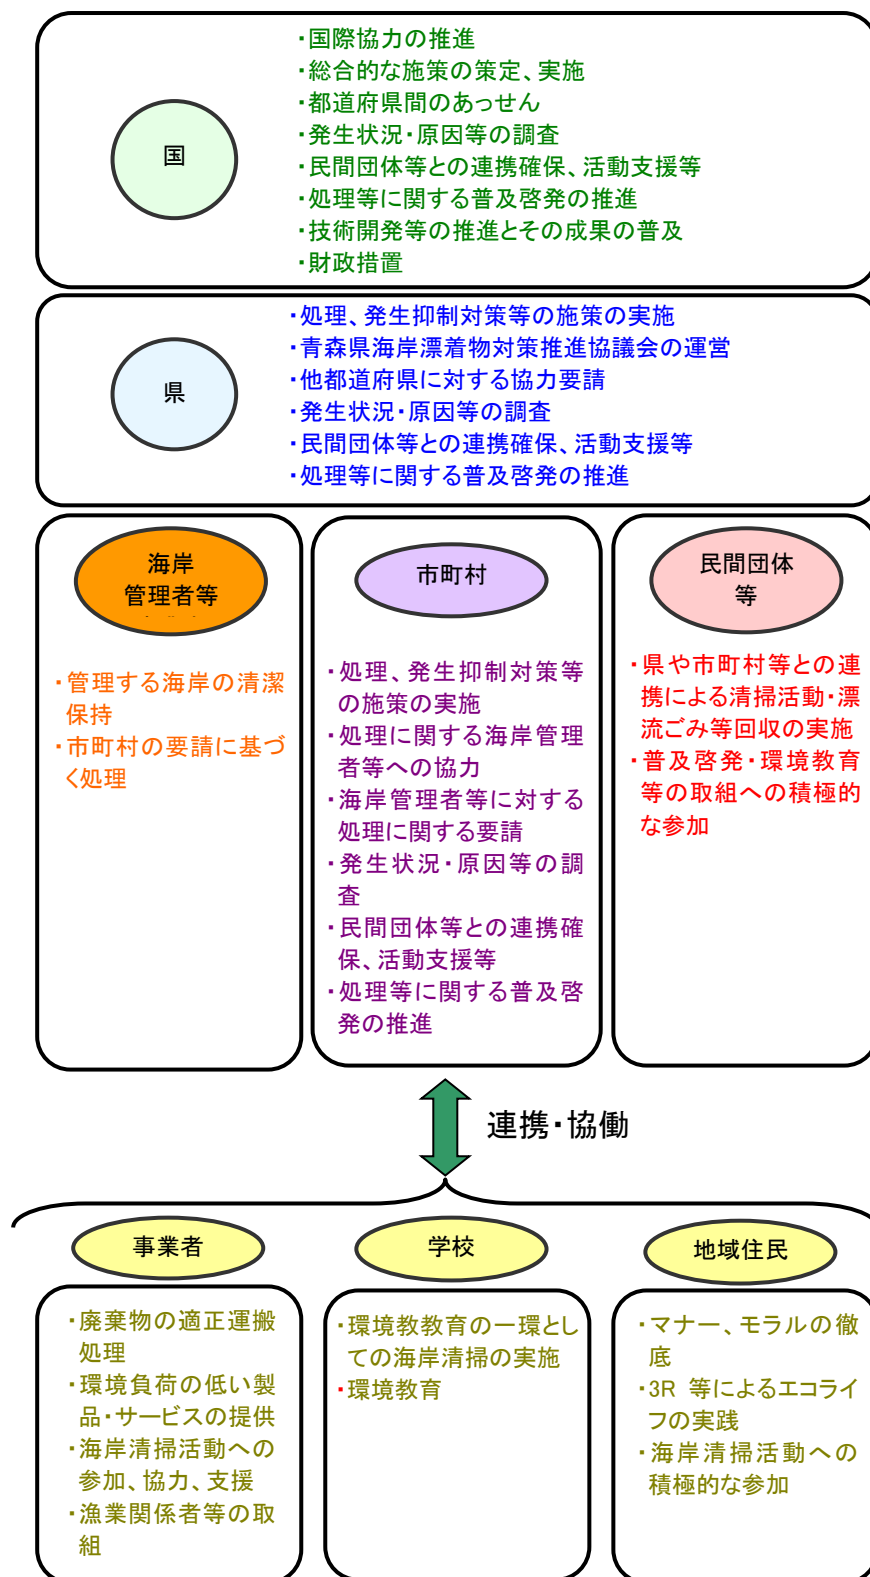 国
・国際協力の推進
・総合的な施策の策定、実施
・都道府県間のあっせん
・発生状況・原因等の調査
・民間団体等との連携確保、活動支援等
・処理等に関する普及啓発の推進
・技術開発等の推進とその成果の普及
・財政措置
県
・処理、発生抑制対策等の施策の実施
・青森県海岸漂着物対策推進協議会の運営
・他都道府県に対する協力要請
・発生状況・原因等の調査
・民間団体等との連携確保、活動支援等
・処理等に関する普及啓発の推進
海岸
管理者等
・管理する海岸の清潔
保持
・市町村の要請に基づ
く処理
市町村
・処理、発生抑制対策等
の施策の実施
・処理に関する海岸管理
者等への協力
・海岸管理者等に対する
処理に関する要請
・発生状況・原因等の調
査
・民間団体等との連携確
保、活動支援等
・処理等に関する普及啓
発の推進
民間団体
等
・県や市町村等との連
携による清掃活動・漂
流ごみ等回収の実施
・普及啓発・環境教育
等の取組への積極的
な参加
連携・協働
事業者
・廃棄物の適正運搬
処理
・環境負荷の低い製
品・サービスの提供
・海岸清掃活動への
参加、協力、支援
・漁業関係者等の取
組
学校
・環境教教育の一環とし
ての海岸清掃の実施
・環境教育
地域住民
・マナー、モラルの徹
底
・3R 等によるエコライ
フの実践
・海岸清掃活動への
積極的な参加